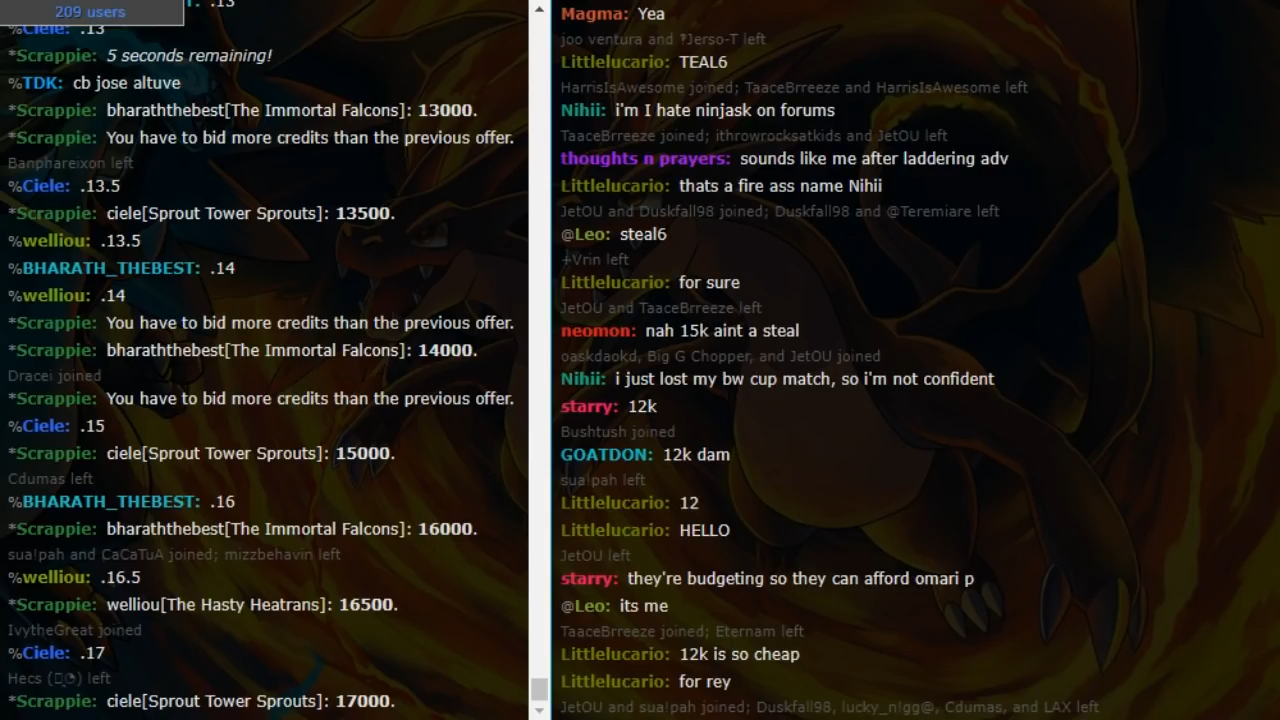 209 users
.13
%Ciele: .13
*Scrappie: 5 seconds remaining!
%TDK: cb jose altuve
*Scrappie: bharaththebest[The Immortal Falcons]: 13000.
*Scrappie: You have to bid more credits than the previous offer.
Banphareixon left
%Ciele: .13.5
*Scrappie: ciele[Sprout Tower Sprouts]: 13500.
%welliou: .13.5
%BHARATH_THEBEST: .14
%welliou: .14
*Scrappie: You have to bid more credits than the previous offer.
*Scrappie: bharaththebest[The Immortal Falcons]: 14000.
Dracei joined
*Scrappie: You have to bid more credits than the previous offer.
%Ciele: .15
*Scrappie: ciele[Sprout Tower Sprouts]: 15000.
Cdumas left
%BHARATH_THEBEST: .16
*Scrappie: bharaththebest[The Immortal Falcons]: 16000.
sua!pah and CaCaTuA joined; mizzbehavin left
%welliou: .16.5
*Scrappie: welliou[The Hasty Heatrans]: 16500.
IvytheGreat joined
%Ciele: .17
Hecs left
*Scrappie: ciele[Sprout Tower Sprouts]: 17000.
Magma: Yea
joo ventura and ‽Jerso-T left
Littlelucario: TEAL6
HarrisIsAwesome joined; TaaceBrreeze and HarrisIsAwesome left
Nihii: i'm I hate ninjask on forums
TaaceBrreeze joined; ithrowrocksatkids and JetOU left
thoughts n prayers: sounds like me after laddering adv
Littlelucario: thats a fire ass name Nihii
JetOU and Duskfall98 joined; Duskfall98 and @Teremiare left
@Leo: steal6
+Vrin left
Littlelucario: for sure
JetOU and TaaceBrreeze left
neomon: nah 15k aint a steal
oaskdaokd, Big G Chopper, and JetOU joined
Nihii: i just lost my bw cup match, so i'm not confident
starry: 12k
Bushtush joined
GOATDON: 12k dam
sua!pah left
Littlelucario: 12
Littlelucario: HELLO
JetOU left
starry: they're budgeting so they can afford omari p
@Leo: its me
TaaceBrreeze joined; Eternam left
Littlelucario: 12k is so cheap
Littlelucario: for rey
JetOU and sua!pah joined; Duskfall98, lucky_n!gg@, Cdumas, and LAX left